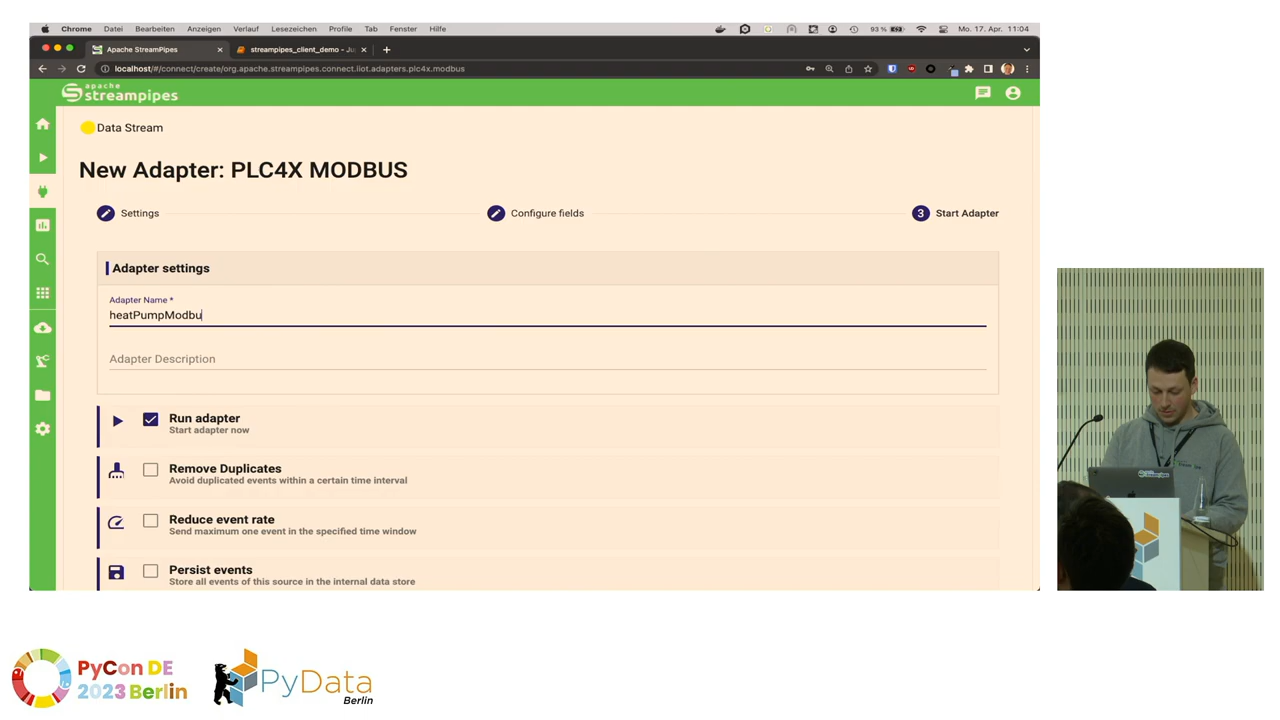 Chrome Datei Bearbeiten Anzeigen Verlauf Lesezeichen Profile Tab Fenster Hilfe 93 % Mo. 17. Apr. 11:04
Apache StreamPipes streampipes_client_demo - Ju
localhost/#/connect/create/org.apache.streampipes.connect.iiot.adapters.plc4x.modbus
apache
streampipes
Data Stream
New Adapter: PLC4X MODBUS
Settings Configure fields 3 Start Adapter
Adapter settings
Adapter Name *
heatPumpModbu
Adapter Description
Run adapter
Start adapter now
Remove Duplicates
Avoid duplicated events within a certain time interval
Reduce event rate
Send maximum one event in the specified time window
Persist events
Store all events of this source in the internal data store
PyCon DE
2023 Berlin
PyData
Berlin